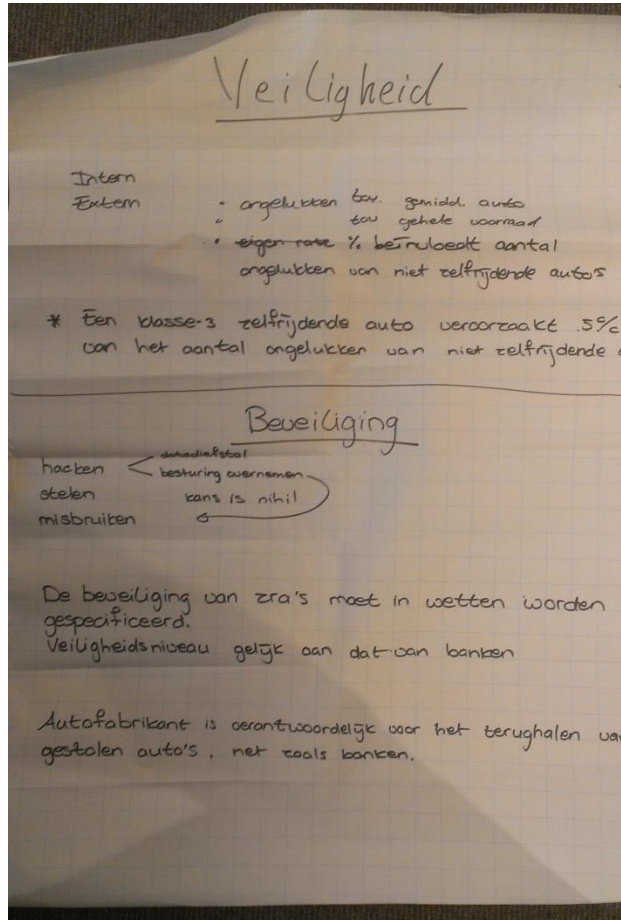 Veiligheid
Intern
Extern
• ongelukken tov. gemidd. auto
" tov gehele voorraad
• eigen rate % beïnvloedt aantal
ongelukken van niet zelfrijdende auto's
* Een klasse-3 zelfrijdende auto veroorzaakt .5%
van het aantal ongelukken van niet zelfrijdende
Beveiliging
hacken < datadiefstal
besturing overnemen
stelen kans is nihil
misbruiken
De beveiliging van zra's moet in wetten worden
gespecificeerd.
Veiligheidsniveau gelijk aan dat van banken
Autofabrikant is verantwoordelijk voor het terughalen va
gestolen auto's, net zoals banken.